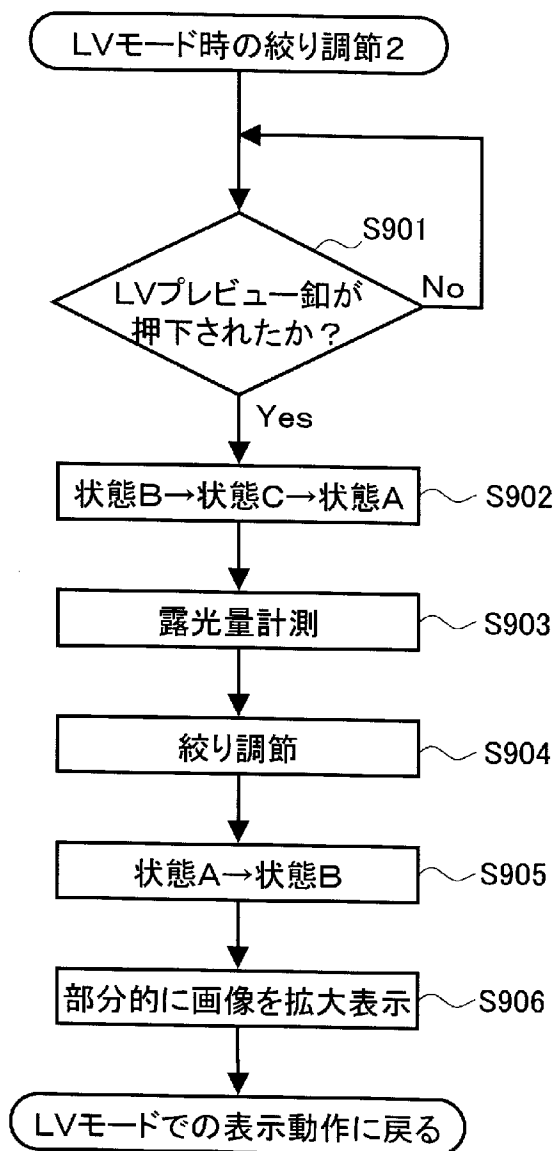 LVモード時の絞り調節2
S901
LVプレビュー釦が
押下されたか？
No
Yes
状態B→状態C→状態A
S902
露光量計測
S903
絞り調節
S904
状態A→状態B
S905
部分的に画像を拡大表示
S906
LVモードでの表示動作に戻る